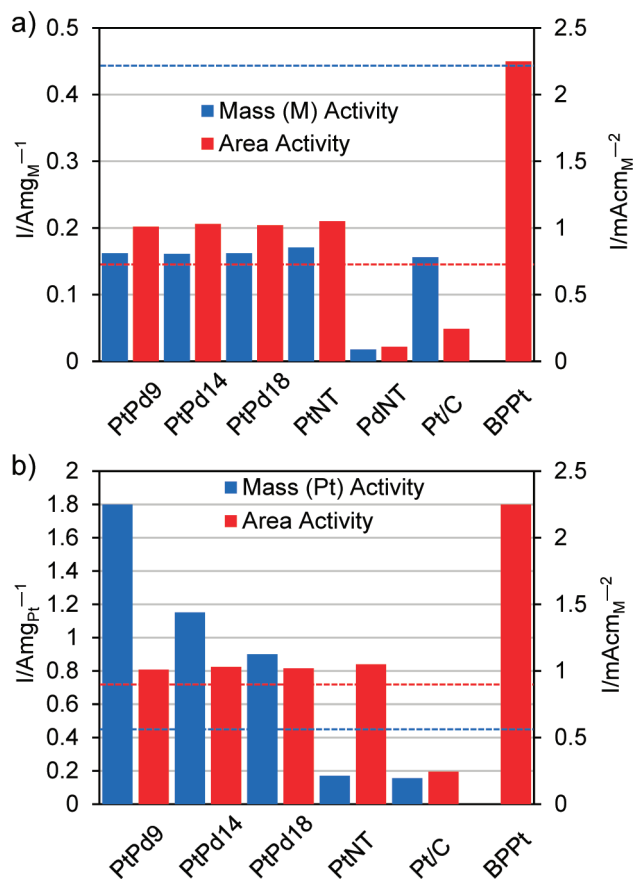 a)
0.5
0.4
0.3
0.2
0.1
0
2.5
2
1.5
1
0.5
0
I/Amg_M^—1
I/mAcm_M^—2
Mass (M) Activity
Area Activity
PtPd9
PtPd14
PtPd18
PtNT
PdNT
Pt/C
BPPt
b)
2
1.8
1.6
1.4
1.2
1
0.8
0.6
0.4
0.2
0
2.5
2
1.5
1
0.5
0
I/Amg_Pt^—1
I/mAcm_M^—2
Mass (Pt) Activity
Area Activity
PtPd9
PtPd14
PtPd18
PtNT
Pt/C
BPPt